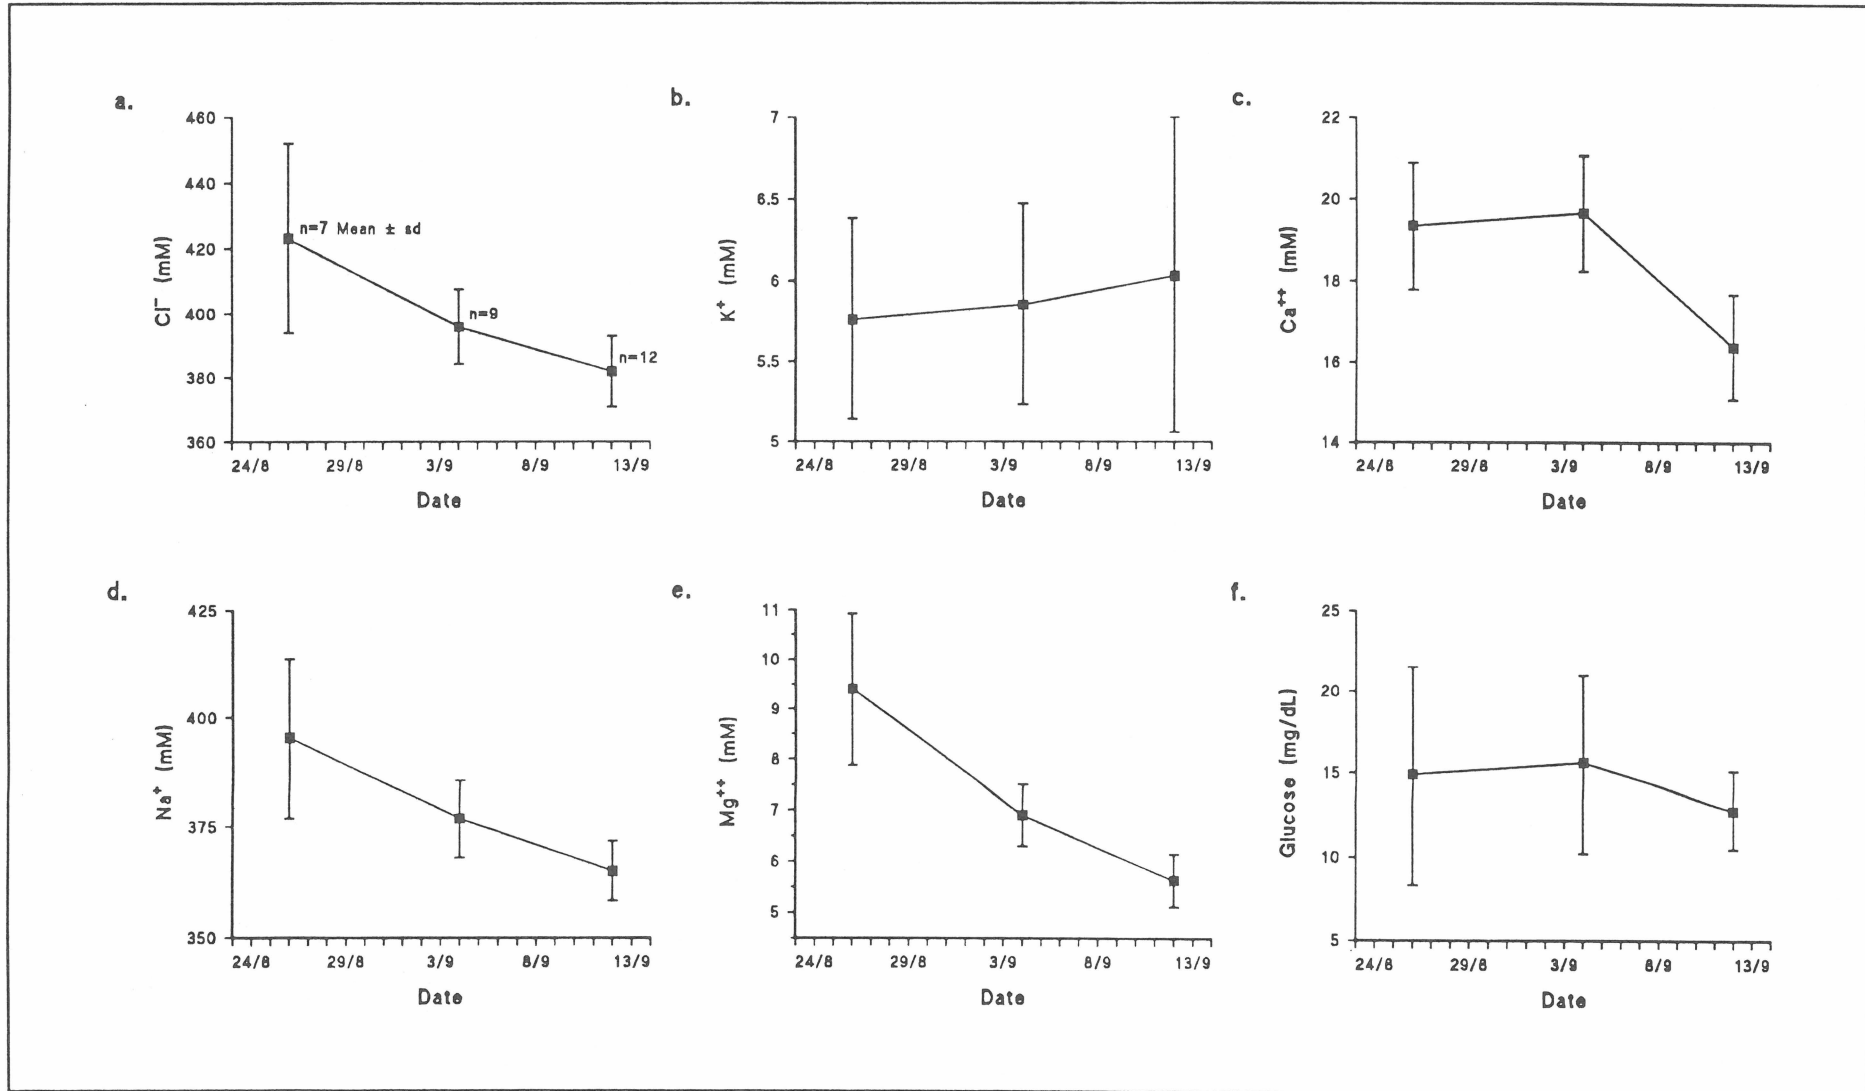 a.
460
440
420
400
380
360
Cl⁻ (mM)
n=7 Mean ± sd
n=9
n=12
24/8 29/8 3/9 8/9 13/9
Date
b.
7
6.5
6
5.5
5
K⁺ (mM)
24/8 29/8 3/9 8/9 13/9
Date
c.
22
20
18
16
14
Ca⁺⁺ (mM)
24/8 29/8 3/9 8/9 13/9
Date
d.
425
400
375
350
Na⁺ (mM)
24/8 29/8 3/9 8/9 13/9
Date
e.
11
10
9
8
7
6
5
Mg⁺⁺ (mM)
24/8 29/8 3/9 8/9 13/9
Date
f.
25
20
15
10
5
Glucose (mg/dL)
24/8 29/8 3/9 8/9 13/9
Date